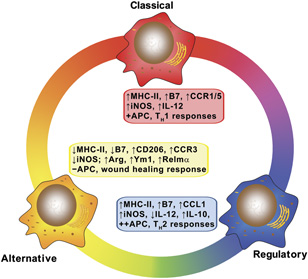 Classical
↑MHC-II, ↑B7, ↑CCR1/5
↑iNOS, ↑IL-12
+APC, TH1 responses
↓MHC-II, ↓B7, ↑CD206, ↑CCR3
↓iNOS; ↑Arg, ↑Ym1, ↑Relmα
−APC, wound healing response
↑MHC-II, ↑B7, ↑CCL1
↑iNOS, ↓IL-12, ↑IL-10,
++APC, TH2 responses
Alternative
Regulatory